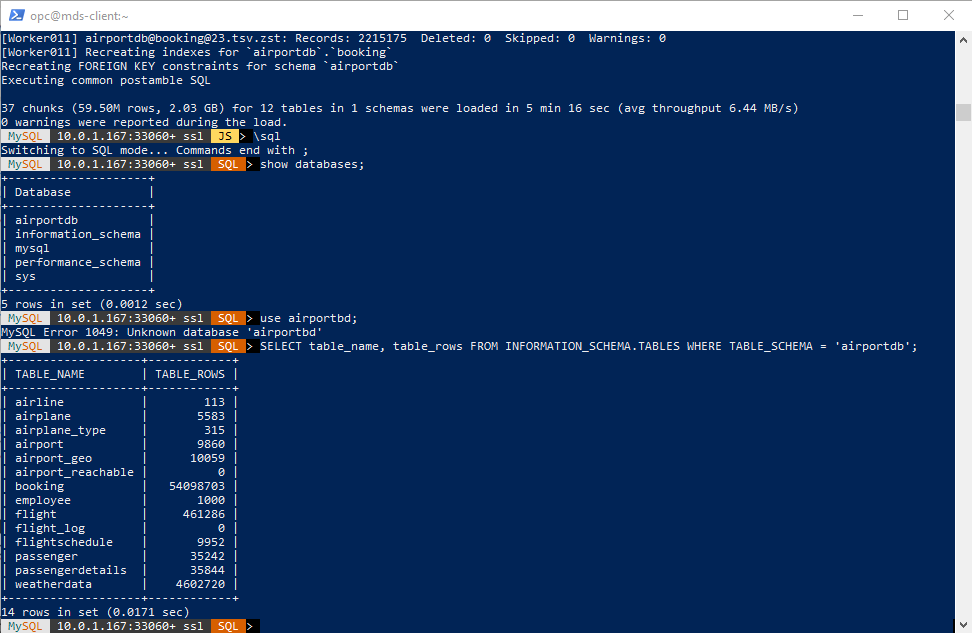 opc@mds-client:~
[Worker011] airportdb@booking@23.tsv.zst: Records: 2215175  Deleted: 0  Skipped: 0  Warnings: 0
[Worker011] Recreating indexes for `airportdb`.`booking`
Recreating FOREIGN KEY constraints for schema `airportdb`
Executing common postamble SQL

37 chunks (59.50M rows, 2.03 GB) for 12 tables in 1 schemas were loaded in 5 min 16 sec (avg throughput 6.44 MB/s)
0 warnings were reported during the load.
 MySQL  10.0.1.167:33060+ ssl  JS > \sql
Switching to SQL mode... Commands end with ;
 MySQL  10.0.1.167:33060+ ssl  SQL > show databases;
+--------------------+
| Database           |
+--------------------+
| airportdb          |
| information_schema |
| mysql              |
| performance_schema |
| sys                |
+--------------------+
5 rows in set (0.0012 sec)
 MySQL  10.0.1.167:33060+ ssl  SQL > use airportbd;
MySQL Error 1049: Unknown database 'airportbd'
 MySQL  10.0.1.167:33060+ ssl  SQL > SELECT table_name, table_rows FROM INFORMATION_SCHEMA.TABLES WHERE TABLE_SCHEMA = 'airportdb';
+-------------------+------------+
| TABLE_NAME        | TABLE_ROWS |
+-------------------+------------+
| airline           |        113 |
| airplane          |       5583 |
| airplane_type     |        315 |
| airport           |       9860 |
| airport_geo       |      10059 |
| airport_reachable |          0 |
| booking           |   54098703 |
| employee          |       1000 |
| flight            |     461286 |
| flight_log        |          0 |
| flightschedule    |       9952 |
| passenger         |      35242 |
| passengerdetails  |      35844 |
| weatherdata       |    4602720 |
+-------------------+------------+
14 rows in set (0.0171 sec)
 MySQL  10.0.1.167:33060+ ssl  SQL >